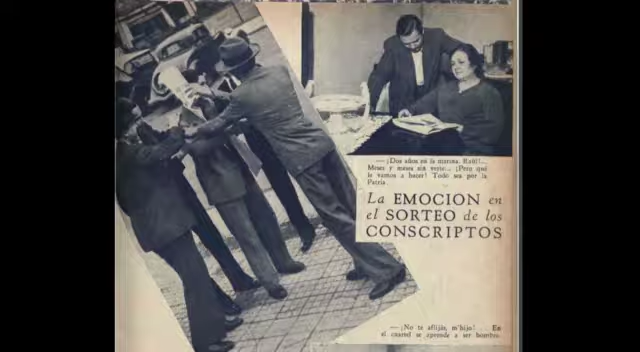 — ¡Dos años en la marina, Raúl!...
Meses y meses sin verte... ¡Pero qué
le vamos a hacer! Todo sea por la
Patria.
La EMOCION en
el SORTEO de los
CONSCRIPTOS
— ¡No te aflijás, m'hijo! . En
el cuartel se aprende a ser hombre.